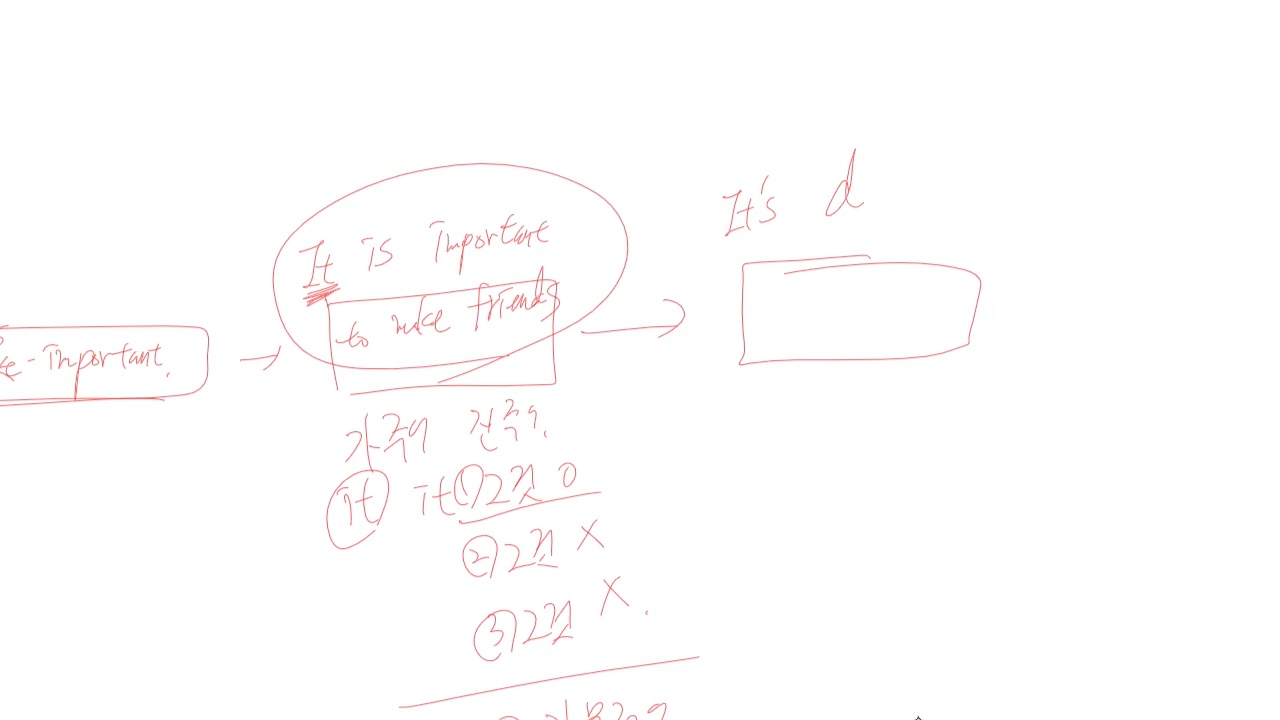 It is important
to make friends
-important.
It's d
가주어 진주어.
it it ① 그것 O
② 그것 X
③ 그것 X.